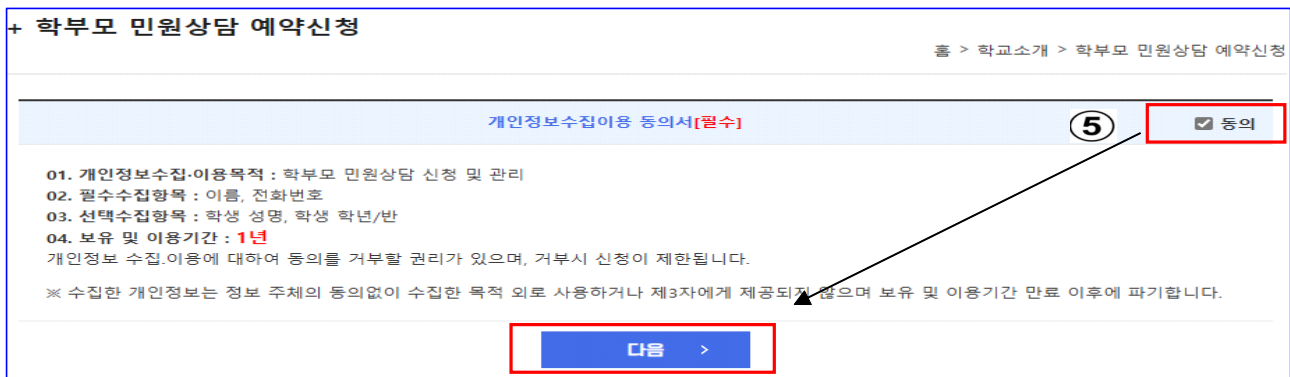 + 학부모 민원상담 예약신청
홈 > 학교소개 > 학부모 민원상담 예약신청
개인정보수집이용 동의서[필수]
⑤
동의
01. 개인정보수집·이용목적 : 학부모 민원상담 신청 및 관리
02. 필수수집항목 : 이름, 전화번호
03. 선택수집항목 : 학생 성명, 학생 학년/반
04. 보유 및 이용기간 : 1년
개인정보 수집.이용에 대하여 동의를 거부할 권리가 있으며, 거부시 신청이 제한됩니다.
※ 수집한 개인정보는 정보 주체의 동의없이 수집한 목적 외로 사용하거나 제3자에게 제공되지 않으며 보유 및 이용기간 만료 이후에 파기합니다.
다음 >